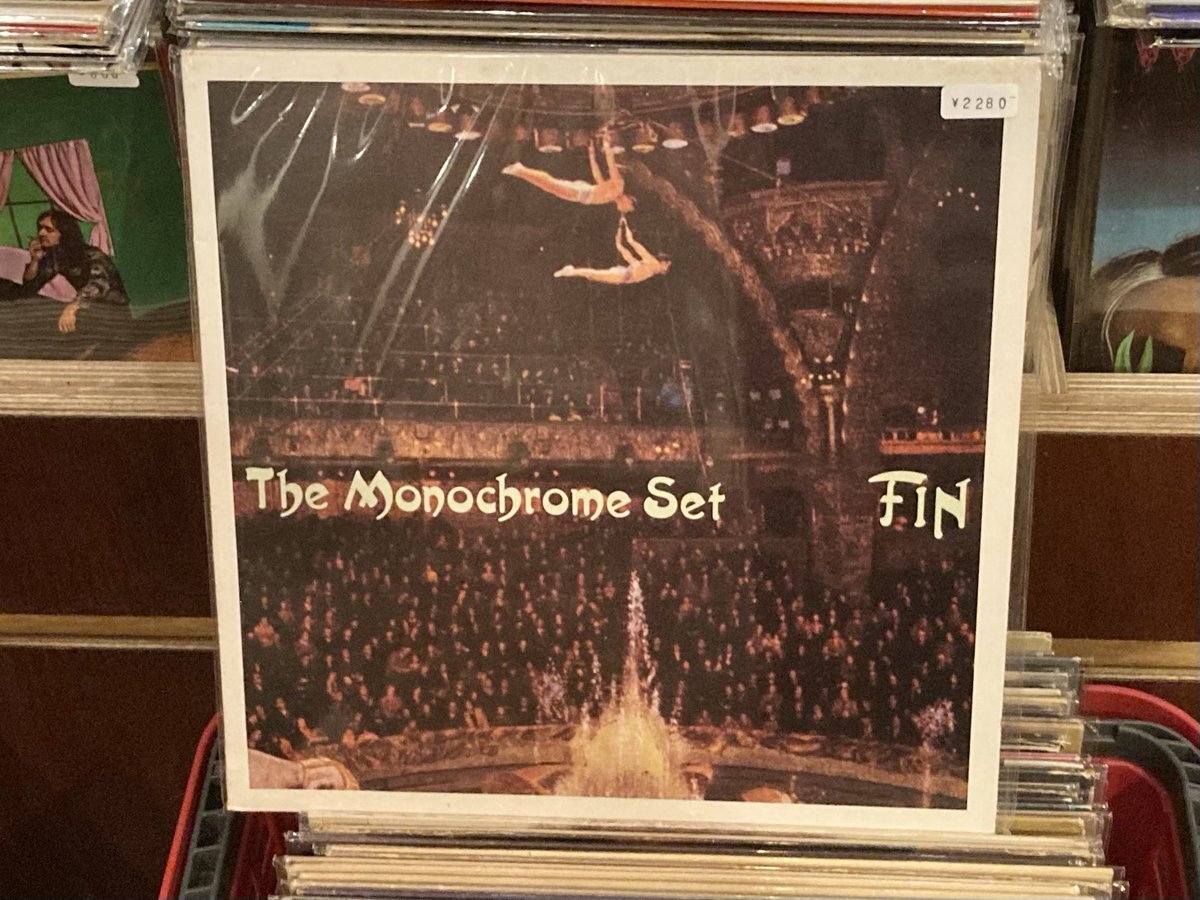 ¥2280
The Monochrome Set FIN